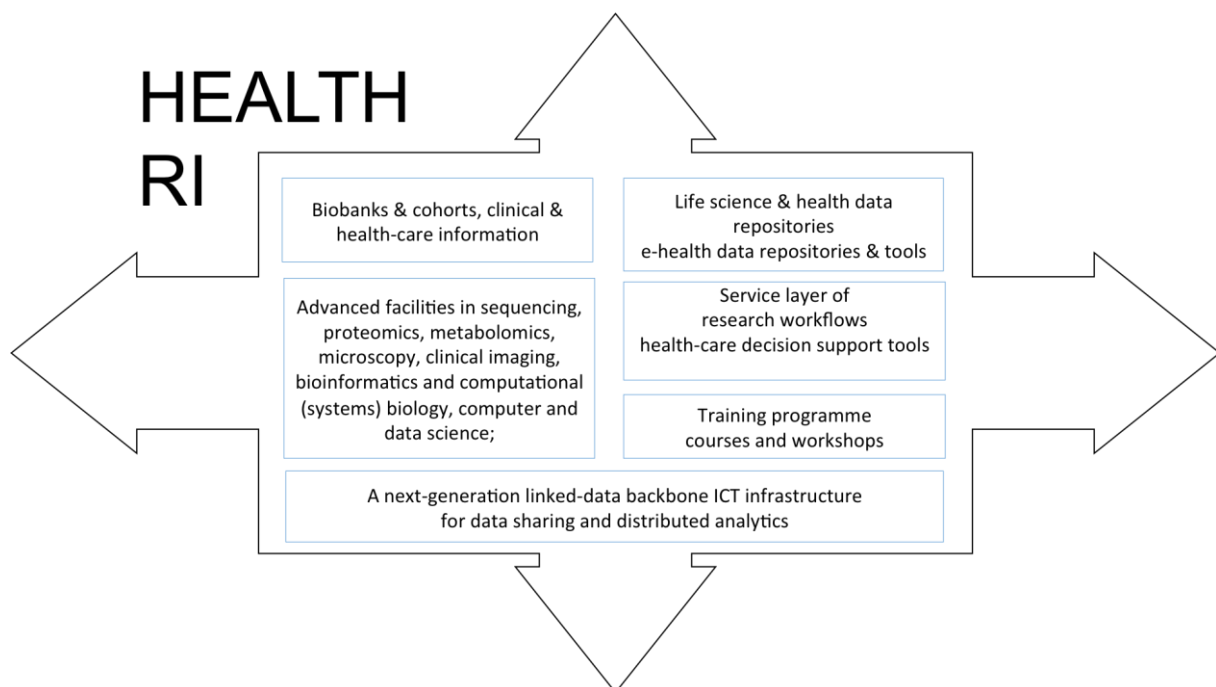 HEALTH
RI
Biobanks & cohorts, clinical &
health-care information
Life science & health data
repositories
e-health data repositories & tools
Advanced facilities in sequencing,
proteomics, metabolomics,
microscopy, clinical imaging,
bioinformatics and computational
(systems) biology, computer and
data science;
Service layer of
research workflows
health-care decision support tools
Training programme
courses and workshops
A next-generation linked-data backbone ICT infrastructure
for data sharing and distributed analytics